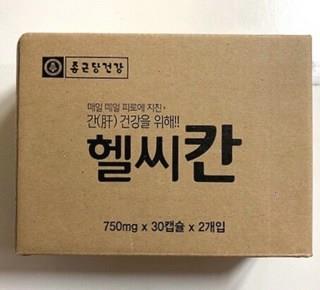 종근당건강
매일 매일 피로에 지친,
간(肝) 건강을 위해!!
헬씨칸
750mg x 30캡슐 x 2개입